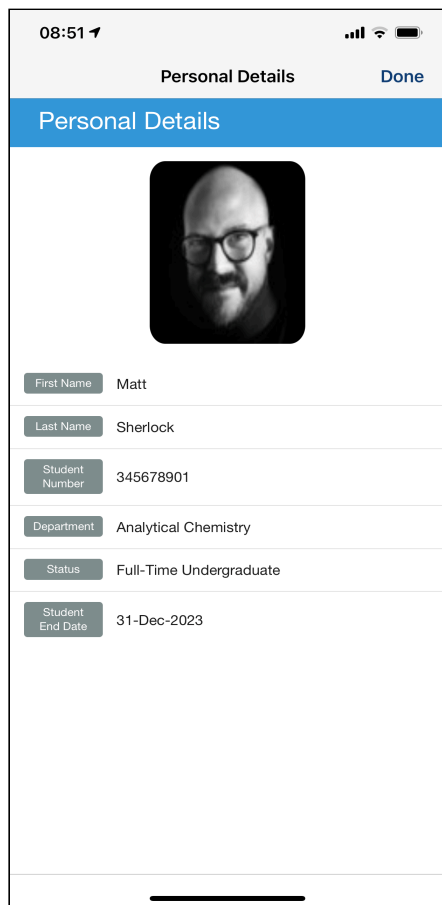 08:51
Personal Details
Done
Personal Details
First Name
Matt
Last Name
Sherlock
Student
Number
345678901
Department
Analytical Chemistry
Status
Full-Time Undergraduate
Student
End Date
31-Dec-2023